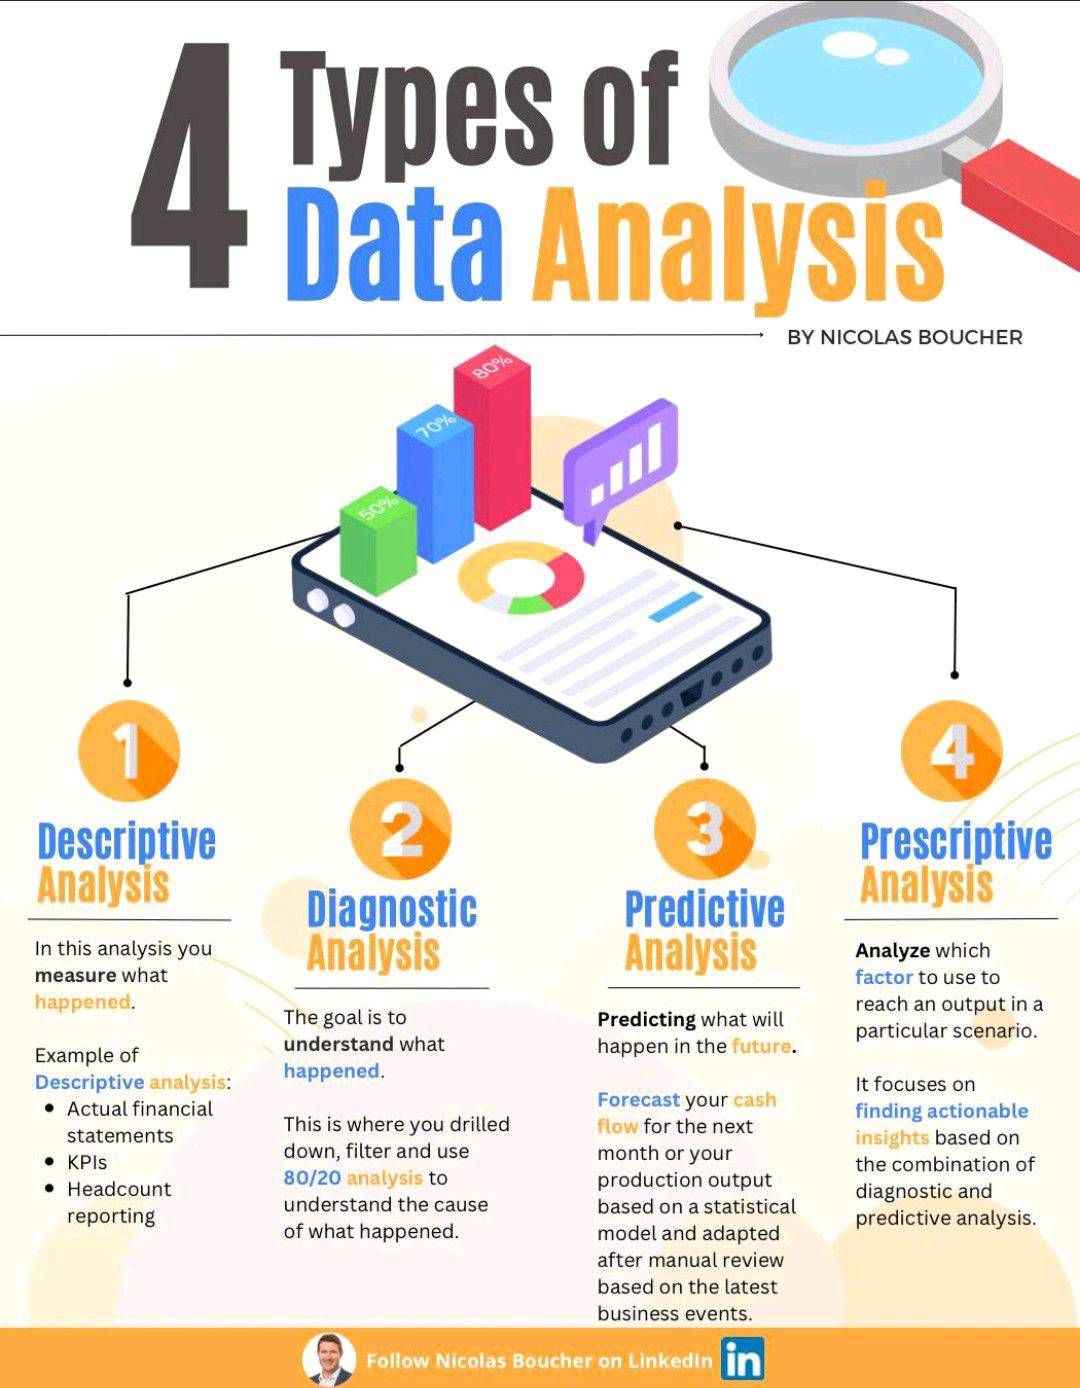 4 Types of
Data Analysis
BY NICOLAS BOUCHER
80%
70%
50%
1
Descriptive
Analysis
In this analysis you
measure what
happened.
Example of
Descriptive analysis:
• Actual financial
statements
• KPIs
• Headcount
reporting
2
Diagnostic
Analysis
The goal is to
understand what
happened.
This is where you drilled
down, filter and use
80/20 analysis to
understand the cause
of what happened.
3
Predictive
Analysis
Predicting what will
happen in the future.
Forecast your cash
flow for the next
month or your
production output
based on a statistical
model and adapted
after manual review
based on the latest
business events.
4
Prescriptive
Analysis
Analyze which
factor to use to
reach an output in a
particular scenario.
It focuses on
finding actionable
insights based on
the combination of
diagnostic and
predictive analysis.
Follow Nicolas Boucher on LinkedIn
in